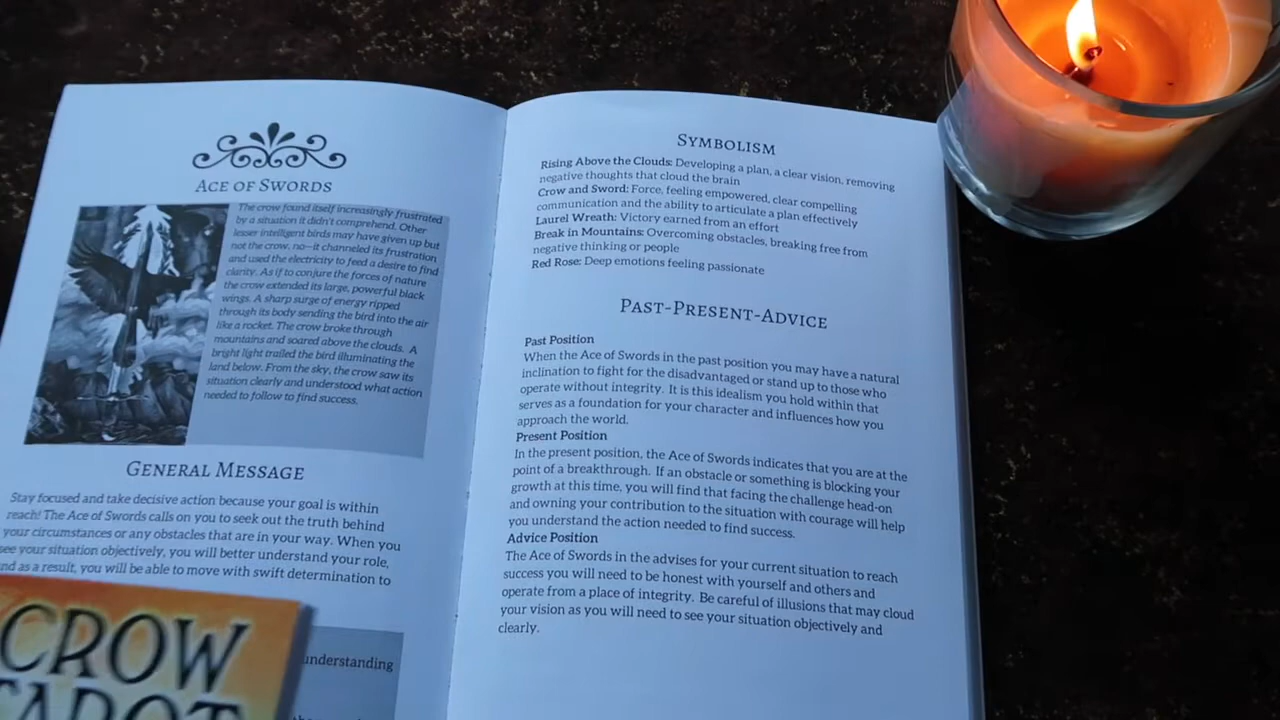 ACE OF SWORDS
The crow found itself increasingly frustrated
by a situation it didn't comprehend. Other
lesser intelligent birds may have given up but
not the crow, no—it channeled its frustration
and used the electricity to feed a desire to find
clarity. As if to conjure the forces of nature
the crow extended its large, powerful black
wings. A sharp surge of energy ripped
through its body sending the bird into the air
like a rocket. The crow broke through
mountains and soared above the clouds. A
bright light trailed the bird illuminating the
land below. From the sky, the crow saw its
situation clearly and understood what action
needed to follow to find success.
GENERAL MESSAGE
Stay focused and take decisive action because your goal is within
reach! The Ace of Swords calls on you to seek out the truth behind
your circumstances or any obstacles that are in your way. When you
see your situation objectively, you will better understand your role,
and as a result, you will be able to move with swift determination to
understanding
CROW
TAROT
SYMBOLISM
Rising Above the Clouds: Developing a plan, a clear vision, removing
negative thoughts that cloud the brain
Crow and Sword: Force, feeling empowered, clear compelling
communication and the ability to articulate a plan effectively
Laurel Wreath: Victory earned from an effort
Break in Mountains: Overcoming obstacles, breaking free from
negative thinking or people
Red Rose: Deep emotions feeling passionate
PAST-PRESENT-ADVICE
Past Position
When the Ace of Swords in the past position you may have a natural
inclination to fight for the disadvantaged or stand up to those who
operate without integrity. It is this idealism you hold within that
serves as a foundation for your character and influences how you
approach the world.
Present Position
In the present position, the Ace of Swords indicates that you are at the
point of a breakthrough. If an obstacle or something is blocking your
growth at this time, you will find that facing the challenge head-on
and owning your contribution to the situation with courage will help
you understand the action needed to find success.
Advice Position
The Ace of Swords in the advises for your current situation to reach
success you will need to be honest with yourself and others and
operate from a place of integrity. Be careful of illusions that may cloud
your vision as you will need to see your situation objectively and
clearly.